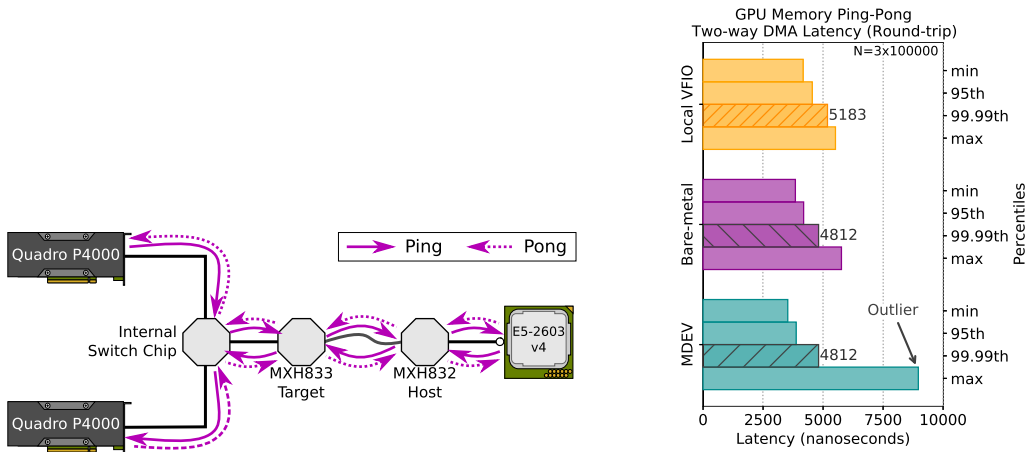 Quadro P4000
Ping
Pong
Internal
Switch Chip
MXH833
Target
MXH832
Host
E5-2603
v4
Quadro P4000
GPU Memory Ping-Pong
Two-way DMA Latency (Round-trip)
N=3x100000
Local VFIO
min
95th
5183
99.99th
max
Bare-metal
min
95th
4812
99.99th
max
Percentiles
MDEV
Outlier
min
95th
4812
99.99th
max
0
2500
5000
7500
10000
Latency (nanoseconds)